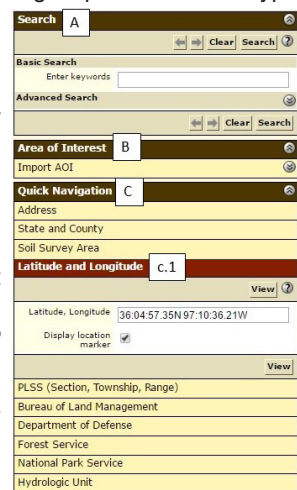 Search A
Clear Search ?
Basic Search
Enter keywords
Advanced Search
Clear Search
Area of Interest B
Import AOI
Quick Navigation C
Address
State and County
Soil Survey Area
Latitude and Longitude c.1
View ?
Latitude, Longitude 36:04:57.35N 97:10:36.21W
Display location
marker
View
PLSS (Section, Township, Range)
Bureau of Land Management
Department of Defense
Forest Service
National Park Service
Hydrologic Unit